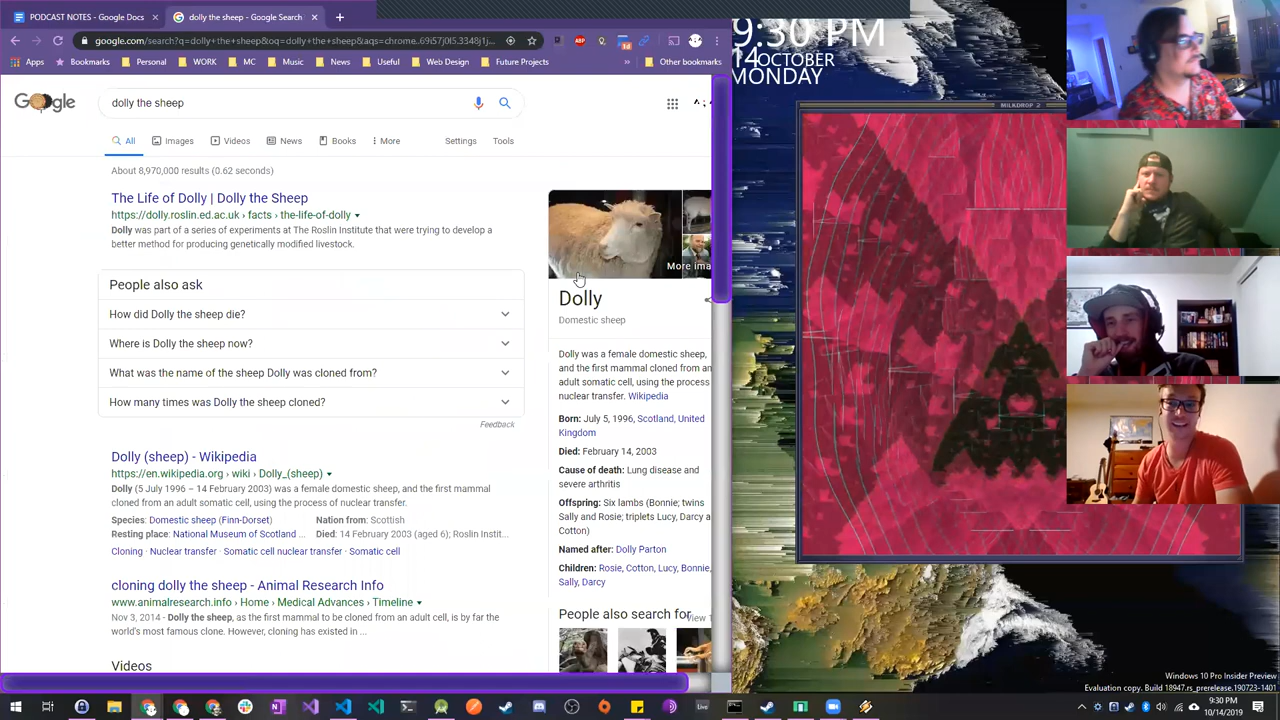 PODCAST NOTES - Google Docs
dolly the sheep - Google Search
google.com/search?q=dolly+the+sheep&oq=dolly+the+sheep&aqs=chrome..69i57j0l5.3348j1j...
Apps
Personal
WORK
IDEA
News
Useful
Web Design
Future Projects
Other bookmarks
Google
dolly the sheep
All
Images
Videos
News
Books
More
Settings
Tools
About 8,970,000 results (0.62 seconds)
The Life of Dolly | Dolly the Sheep
https://dolly.roslin.ed.ac.uk › facts › the-life-of-dolly
Dolly was part of a series of experiments at The Roslin Institute that were trying to develop a
better method for producing genetically modified livestock.
People also ask
How did Dolly the sheep die?
Where is Dolly the sheep now?
What was the name of the sheep Dolly was cloned from?
How many times was Dolly the sheep cloned?
Feedback
Dolly (sheep) - Wikipedia
https://en.wikipedia.org › wiki › Dolly_(sheep)
Dolly (5 July 1996 – 14 February 2003) was a female domestic sheep, and the first mammal
cloned from an adult somatic cell, using the process of nuclear transfer.
Species: Domestic sheep (Finn-Dorset) Nation from: Scottish
Resting place: National Museum of Scotland ... Died: 14 February 2003 (aged 6); Roslin Instit...
Cloning · Nuclear transfer · Somatic cell nuclear transfer · Somatic cell
cloning dolly the sheep - Animal Research Info
www.animalresearch.info › Home › Medical Advances › Timeline
Nov 3, 2014 - Dolly the sheep, as the first mammal to be cloned from an adult cell, is by far the
world's most famous clone. However, cloning has existed in ...
Videos
More ima
Dolly
Domestic sheep
Dolly was a female domestic sheep,
and the first mammal cloned from an
adult somatic cell, using the process
nuclear transfer. Wikipedia
Born: July 5, 1996, Scotland, United
Kingdom
Died: February 14, 2003
Cause of death: Lung disease and
severe arthritis
Offspring: Six lambs (Bonnie; twins
Sally and Rosie; triplets Lucy, Darcy a
Cotton)
Named after: Dolly Parton
Children: Rosie, Cotton, Lucy, Bonnie,
Sally, Darcy
People also search for
View 1
9:30 PM
14 OCTOBER
MONDAY
MILKDROP 2
Windows 10 Pro Insider Preview
Evaluation copy. Build 18947.rs_prerelease.190723-1401
Live
9:30 PM
10/14/2019